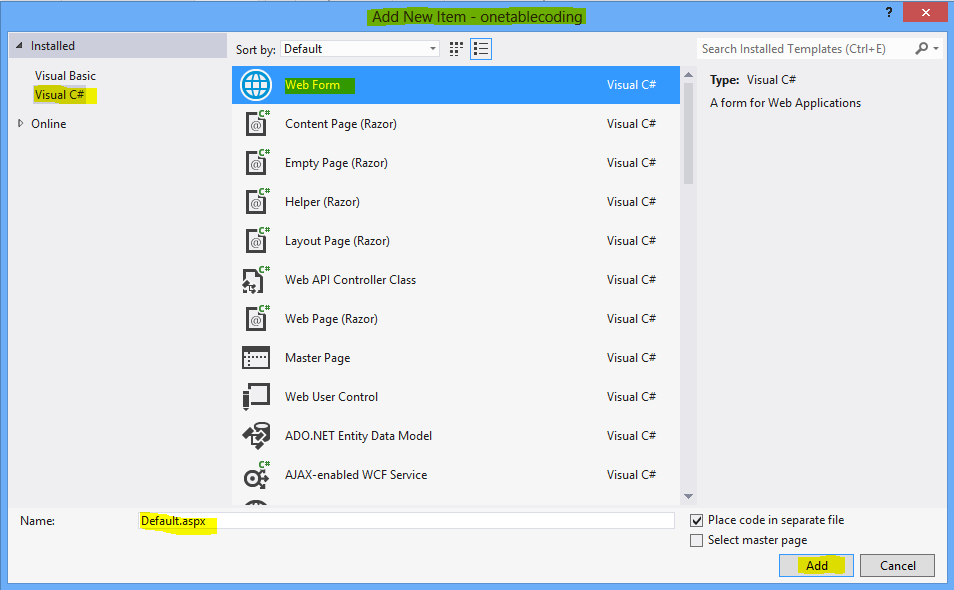 Add New Item - onetablecoding
?
Installed
Sort by: Default
Search Installed Templates (Ctrl+E)
Visual Basic
Visual C#
Online
Web Form Visual C#
C# Content Page (Razor) Visual C#
C# Empty Page (Razor) Visual C#
C# Helper (Razor) Visual C#
C# Layout Page (Razor) Visual C#
C# Web API Controller Class Visual C#
C# Web Page (Razor) Visual C#
Master Page Visual C#
Web User Control Visual C#
ADO.NET Entity Data Model Visual C#
C# AJAX-enabled WCF Service Visual C#
Type: Visual C#
A form for Web Applications
Name: Default.aspx
Place code in separate file
Select master page
Add Cancel